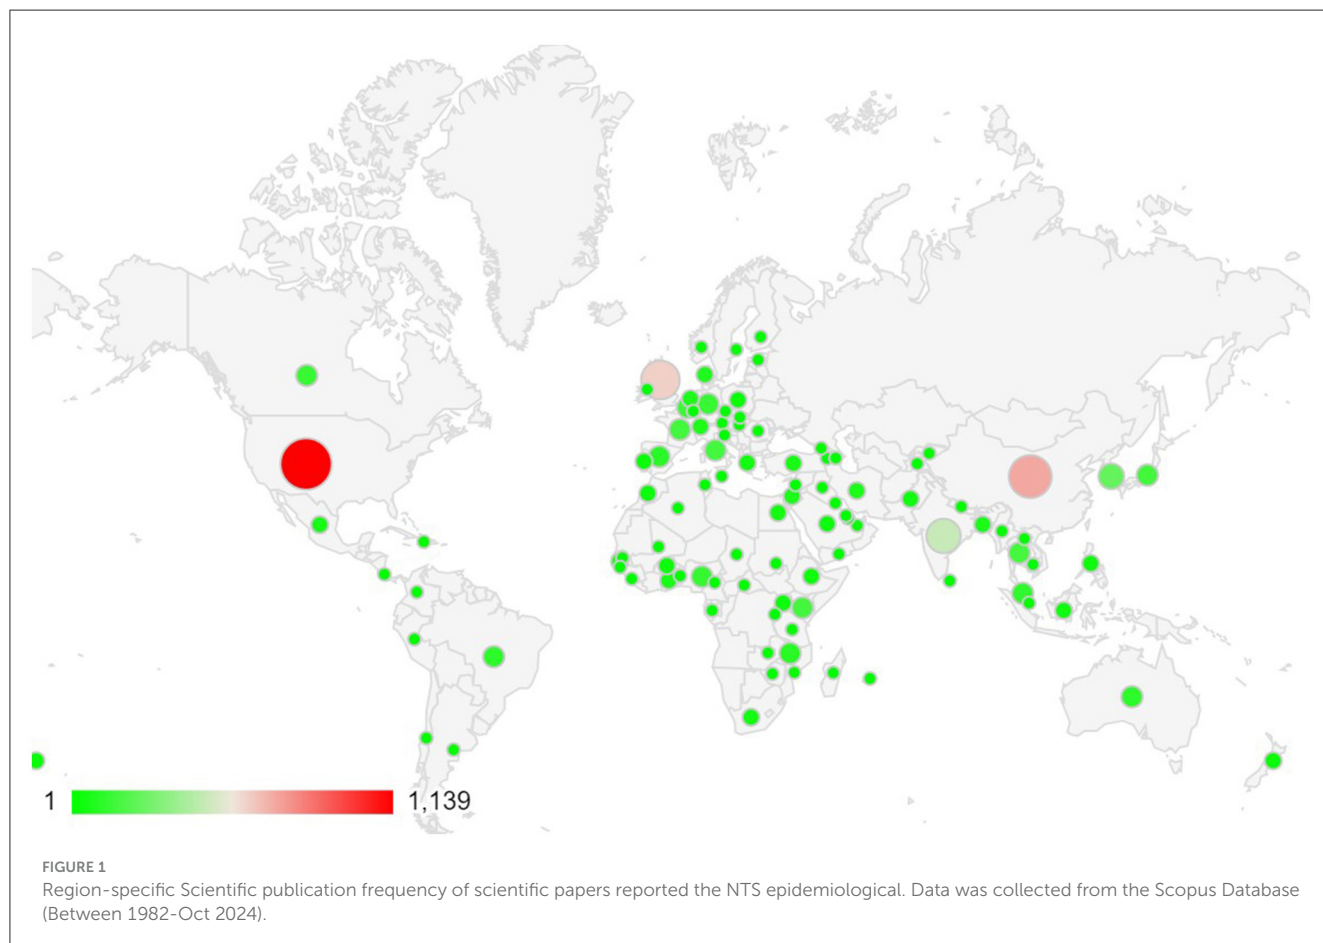 1
1,139
FIGURE 1
Region-specific Scientific publication frequency of scientific papers reported the NTS epidemiological. Data was collected from the Scopus Database
(Between 1982-Oct 2024).